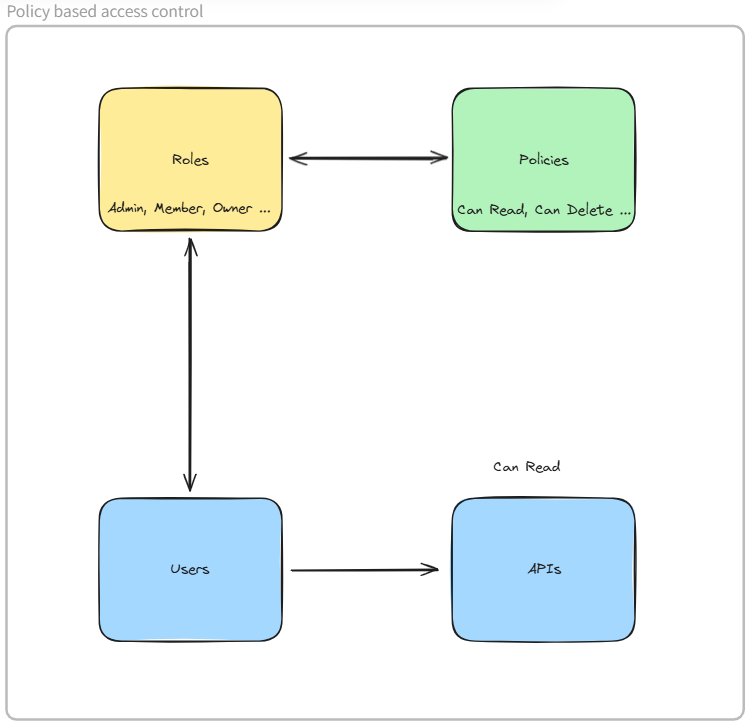 Policy based access control
Roles
Admin, Member, Owner ...
Policies
Can Read, Can Delete ...
Can Read
Users
APIs